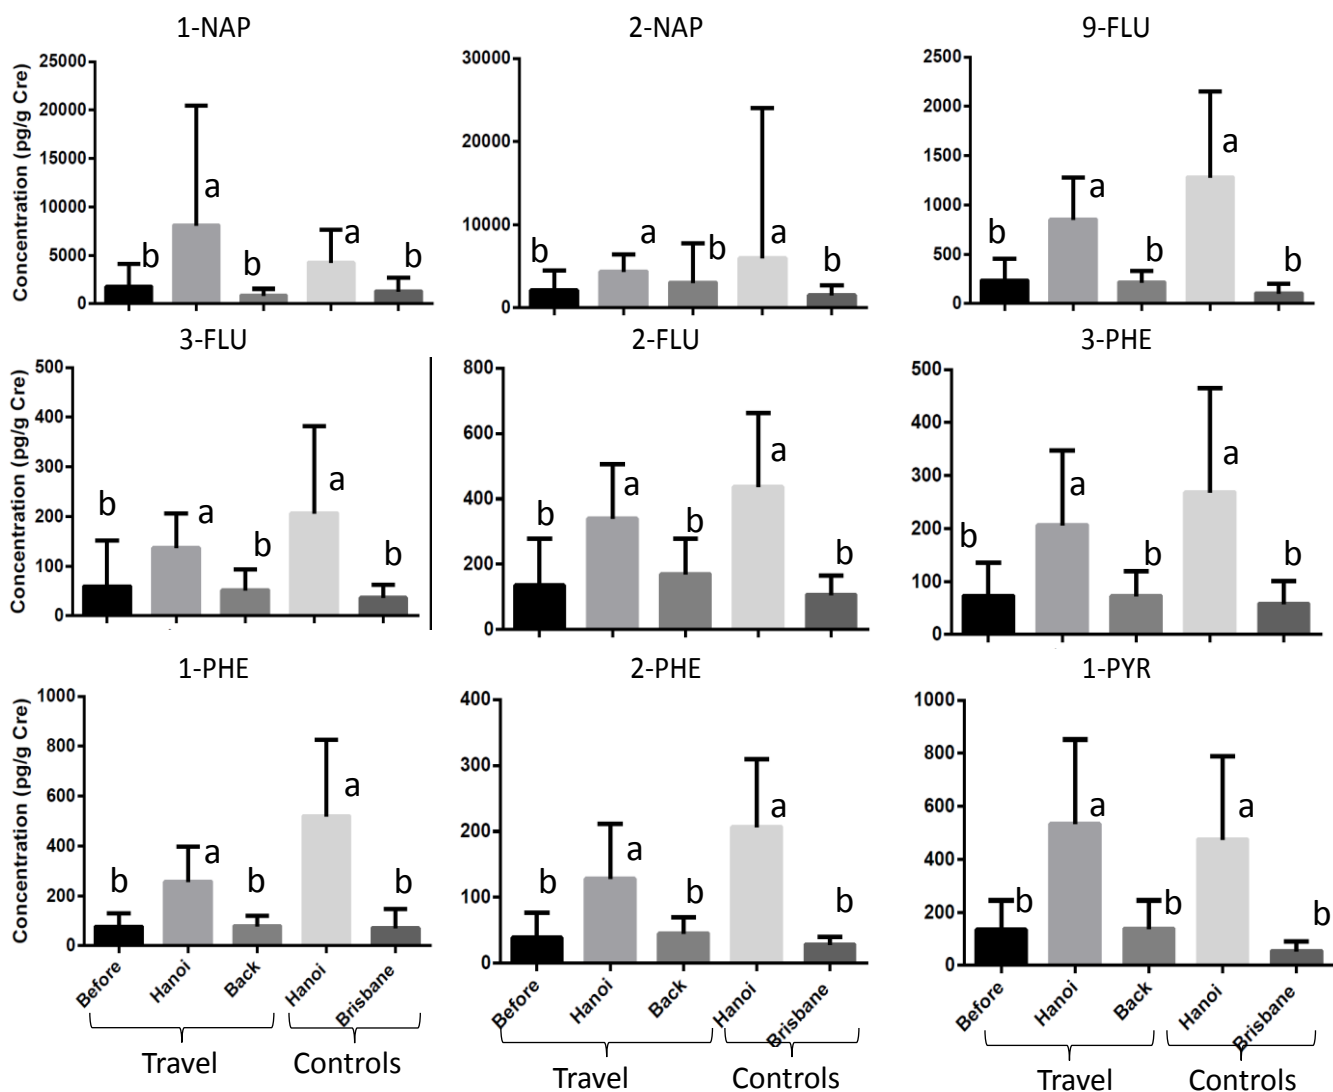 1-NAP
2-NAP
9-FLU
Concentration (pg/g Cre)
25000
20000
15000
10000
5000
0
b
a
b
a
b
30000
20000
10000
0
b
a
b
a
b
2500
2000
1500
1000
500
0
b
a
b
a
b
3-FLU
2-FLU
3-PHE
Concentration (pg/g Cre)
500
400
300
200
100
0
b
a
b
a
b
800
600
400
200
0
b
a
b
a
b
500
400
300
200
100
0
b
a
b
a
b
1-PHE
2-PHE
1-PYR
Concentration (pg/g Cre)
1000
800
600
400
200
0
b
a
b
a
b
Before
Hanoi
Back
Hanoi
Brisbane
Travel
Controls
400
300
200
100
0
b
a
b
a
b
Before
Hanoi
Back
Hanoi
Brisbane
Travel
Controls
1000
800
600
400
200
0
b
a
b
a
b
Before
Hanoi
Back
Hanoi
Brisbane
Travel
Controls